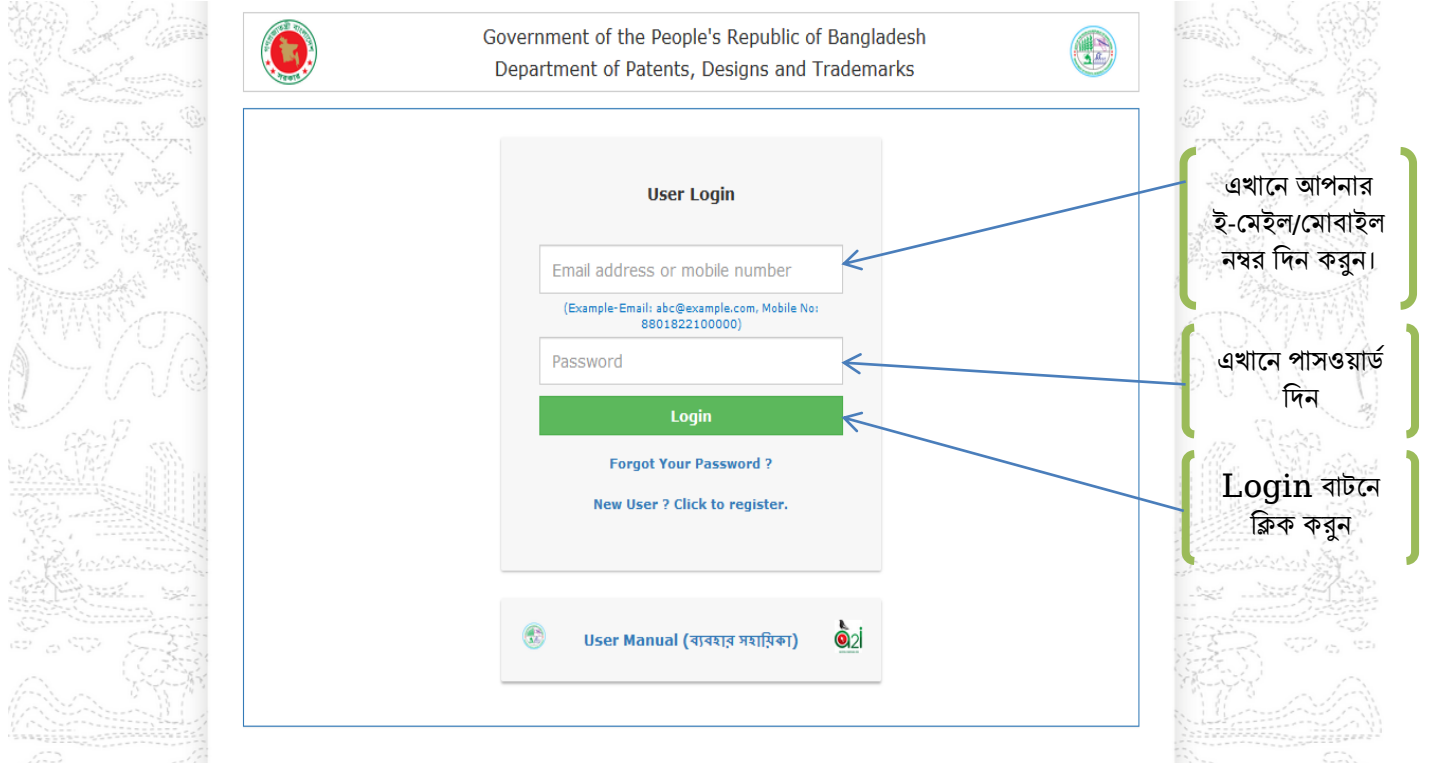 Government of the People's Republic of Bangladesh
Department of Patents, Designs and Trademarks
User Login
Email address or mobile number
(Example-Email: abc@example.com, Mobile No:
8801822100000)
Password
Login
Forgot Your Password ?
New User ? Click to register.
User Manual (ব্যবহার সহায়িকা)
a2i
এখানে আপনার
ই-মেইল/মোবাইল
নম্বর দিন করুন।
এখানে পাসওয়ার্ড
দিন
Login বাটনে
ক্লিক করুন